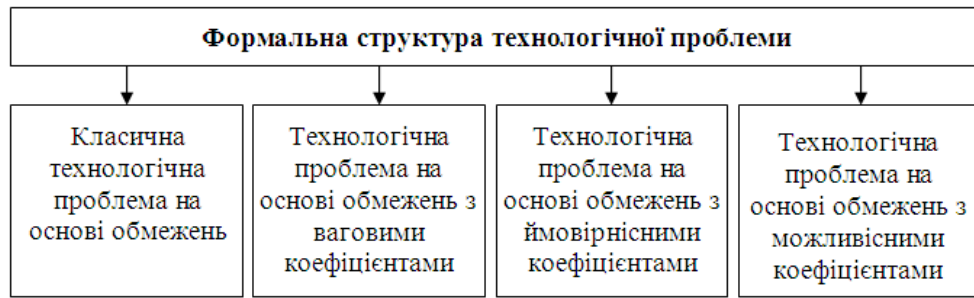 Формальна структура технологічної проблеми
Класична
технологічна
проблема на
основі обмежень
Технологічна
проблема на
основі обмежень з
ваговими
коефіцієнтами
Технологічна
проблема на
основі обмежень з
ймовірнісними
коефіцієнтами
Технологічна
проблема на
основі обмежень з
можливісними
коефіцієнтами